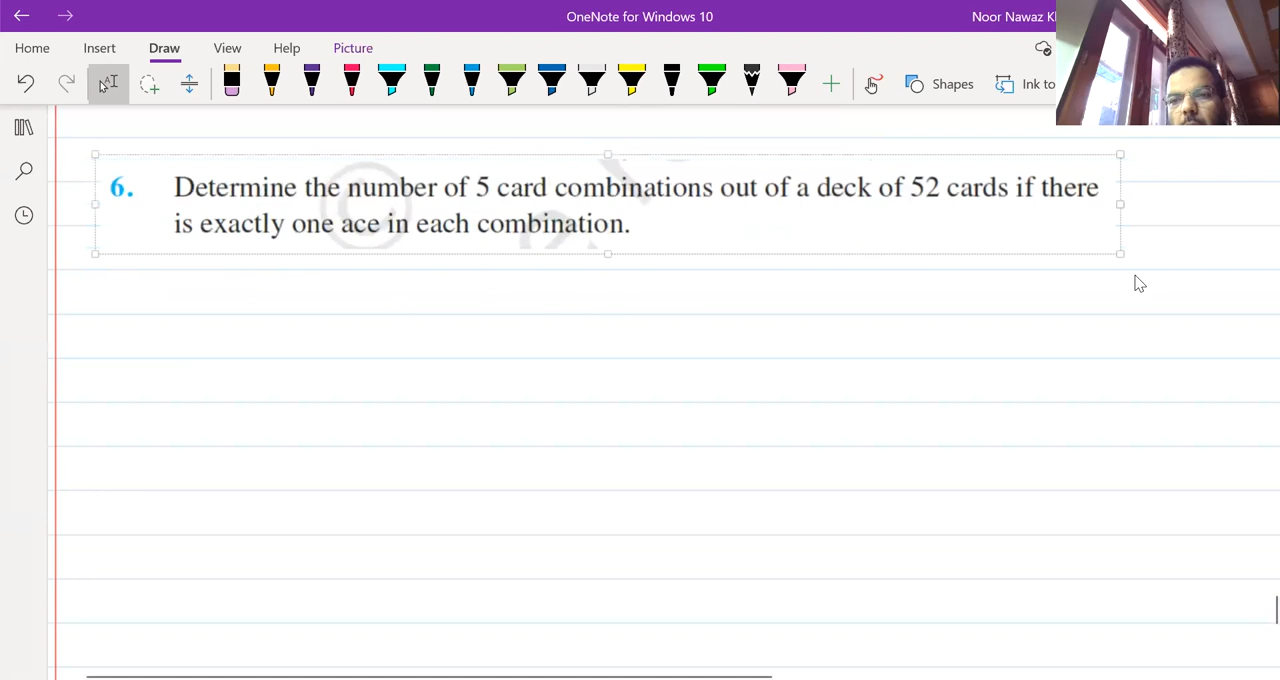 OneNote for Windows 10
Noor Nawaz Kl
Home Insert Draw View Help Picture
Shapes
Ink to
6. Determine the number of 5 card combinations out of a deck of 52 cards if there
is exactly one ace in each combination.